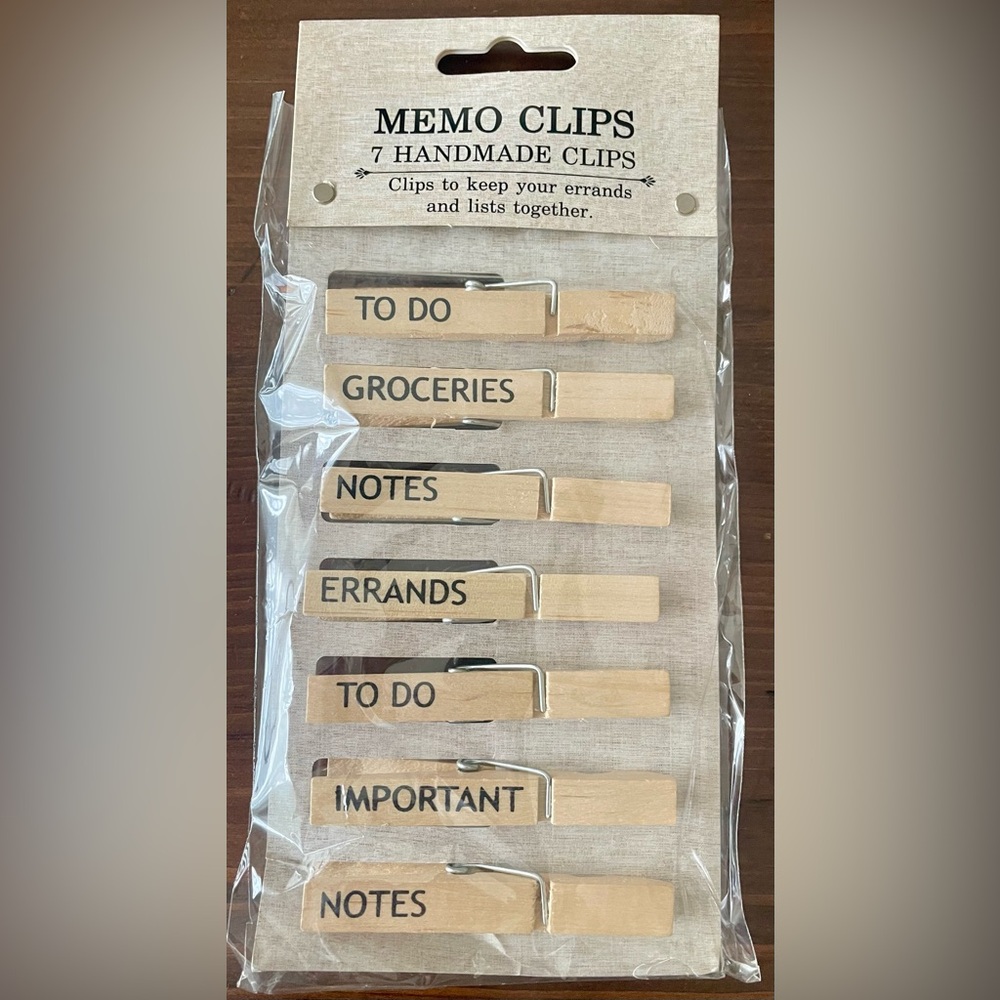 MEMO CLIPS
7 HANDMADE CLIPS
Clips to keep your errands
and lists together.
TO DO
GROCERIES
NOTES
ERRANDS
TO DO
IMPORTANT
NOTES